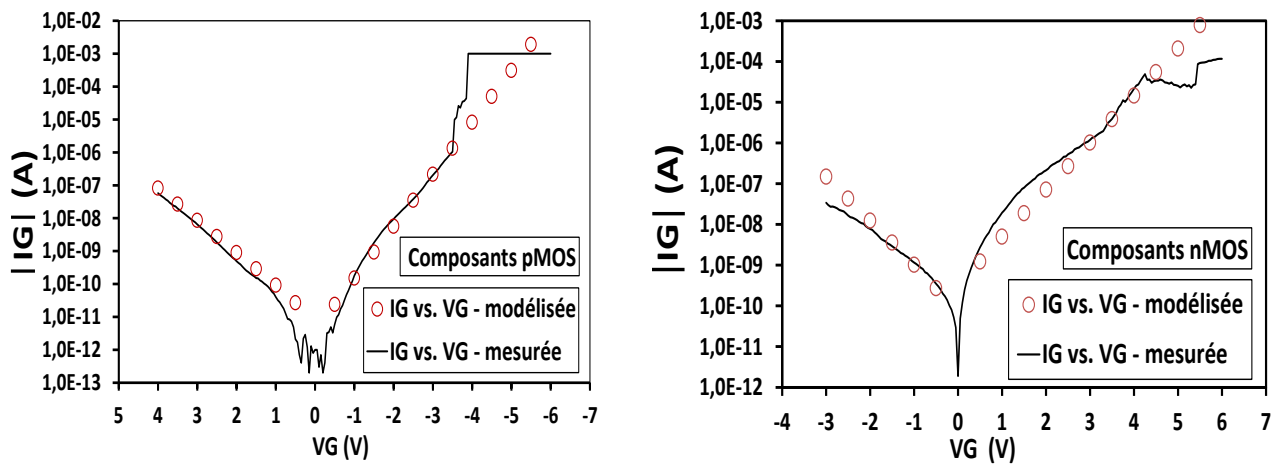 1,0E-02
1,0E-03
1,0E-04
1,0E-05
1,0E-06
1,0E-07
1,0E-08
1,0E-09
1,0E-10
1,0E-11
1,0E-12
1,0E-13
|IG| (A)
5 4 3 2 1 0 -1 -2 -3 -4 -5 -6 -7
VG (V)
Composants pMOS
IG vs. VG - modélisée
IG vs. VG - mesurée
1,0E-03
1,0E-04
1,0E-05
1,0E-06
1,0E-07
1,0E-08
1,0E-09
1,0E-10
1,0E-11
1,0E-12
|IG| (A)
-4 -3 -2 -1 0 1 2 3 4 5 6 7
VG (V)
Composants nMOS
IG vs. VG - modélisée
IG vs. VG - mesurée